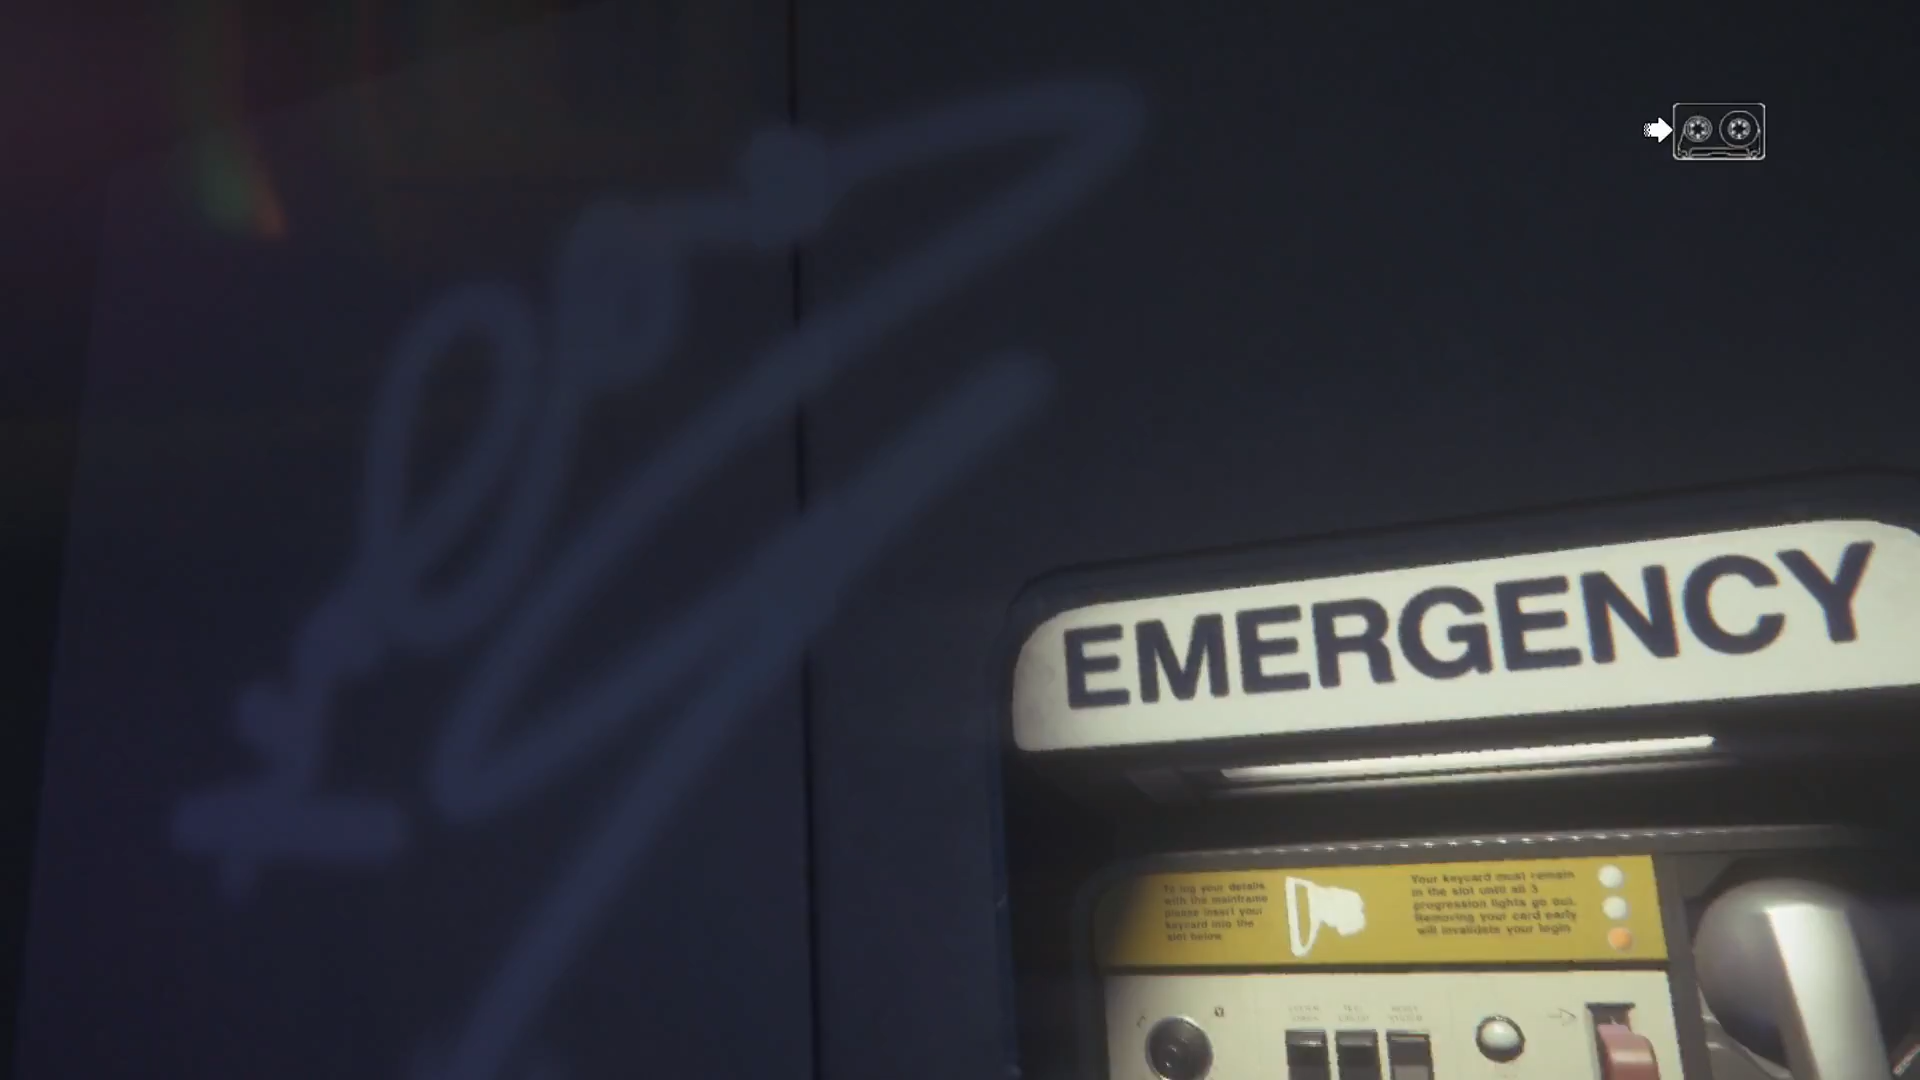 EMERGENCY
To log your details
with the mainframe
please insert your
keycard into the
slot below
Your keycard must remain
in the slot until all 3
progression lights go out.
Removing your card early
will invalidate your login